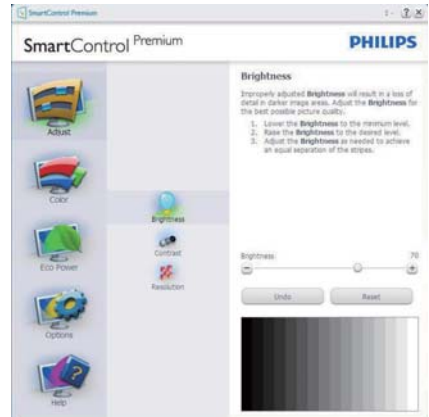 SmartControl Premium
SmartControl Premium
PHILIPS
Adjust
Color
Eco Power
Options
Help
Brightness
Contrast
Resolution
Brightness
Improperly adjusted Brightness will result in a loss of
detail in darker image areas. Adjust the Brightness for
the best possible picture quality.
1. Lower the Brightness to the minimum level.
2. Raise the Brightness to the desired level.
3. Adjust the Brightness as needed to achieve
an equal separation of the stripes.
Brightness 70
Undo Reset